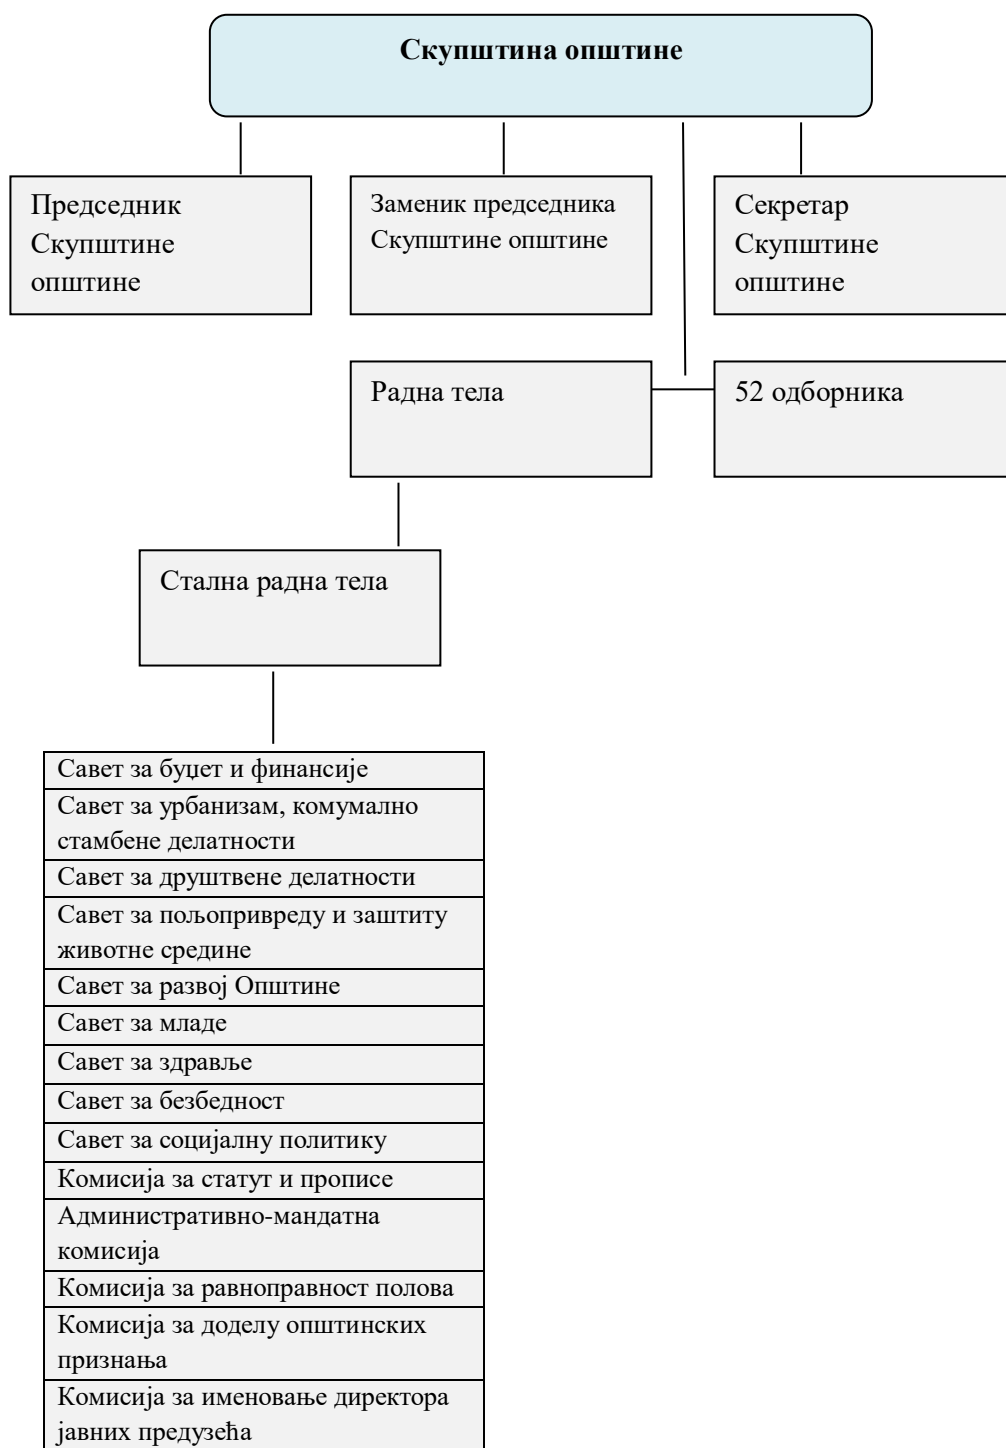 Скупштина општине
Председник
Скупштине
општине
Заменик председника
Скупштине општине
Секретар
Скупштине
општине
Радна тела
52 одборника
Стална радна тела
Савет за буџет и финансије
Савет за урбанизам, комумално
стамбене делатности
Савет за друштвене делатности
Савет за пољопривреду и заштиту
животне средине
Савет за развој Општине
Савет за младе
Савет за здравље
Савет за безбедност
Савет за социјалну политику
Комисија за статут и прописе
Административно-мандатна
комисија
Комисија за равноправност полова
Комисија за доделу општинских
признања
Комисија за именовање директора
јавних предузећа